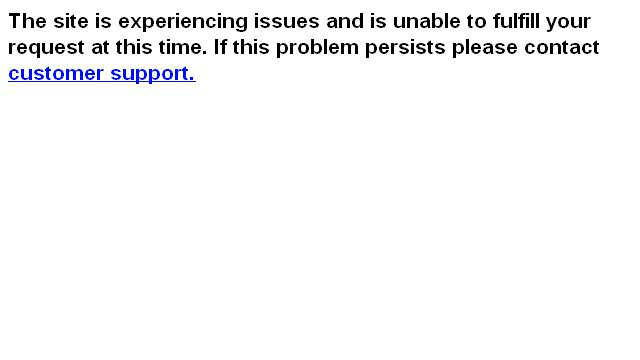 The site is experiencing issues and is unable to fulfill your
request at this time. If this problem persists please contact
customer support.